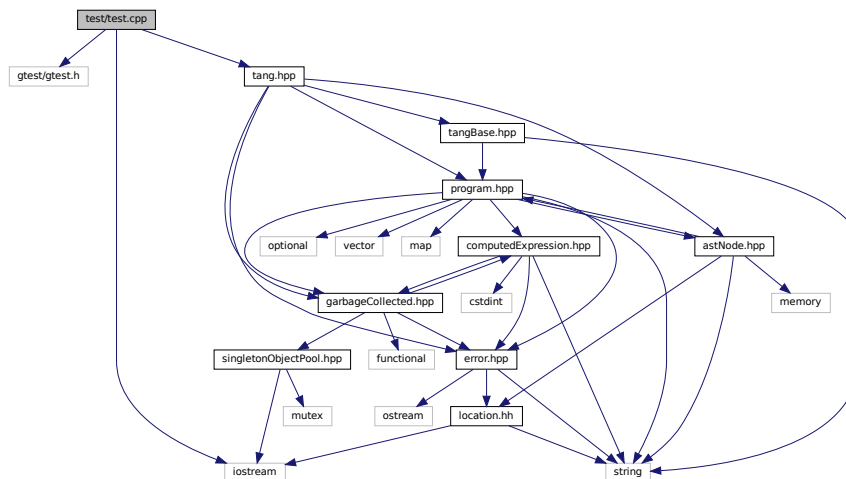 test/test.cpp
gtest/gtest.h
tang.hpp
tangBase.hpp
program.hpp
optional
vector
map
computedExpression.hpp
astNode.hpp
garbageCollected.hpp
cstdint
memory
singletonObjectPool.hpp
functional
error.hpp
mutex
ostream
location.hh
iostream
string